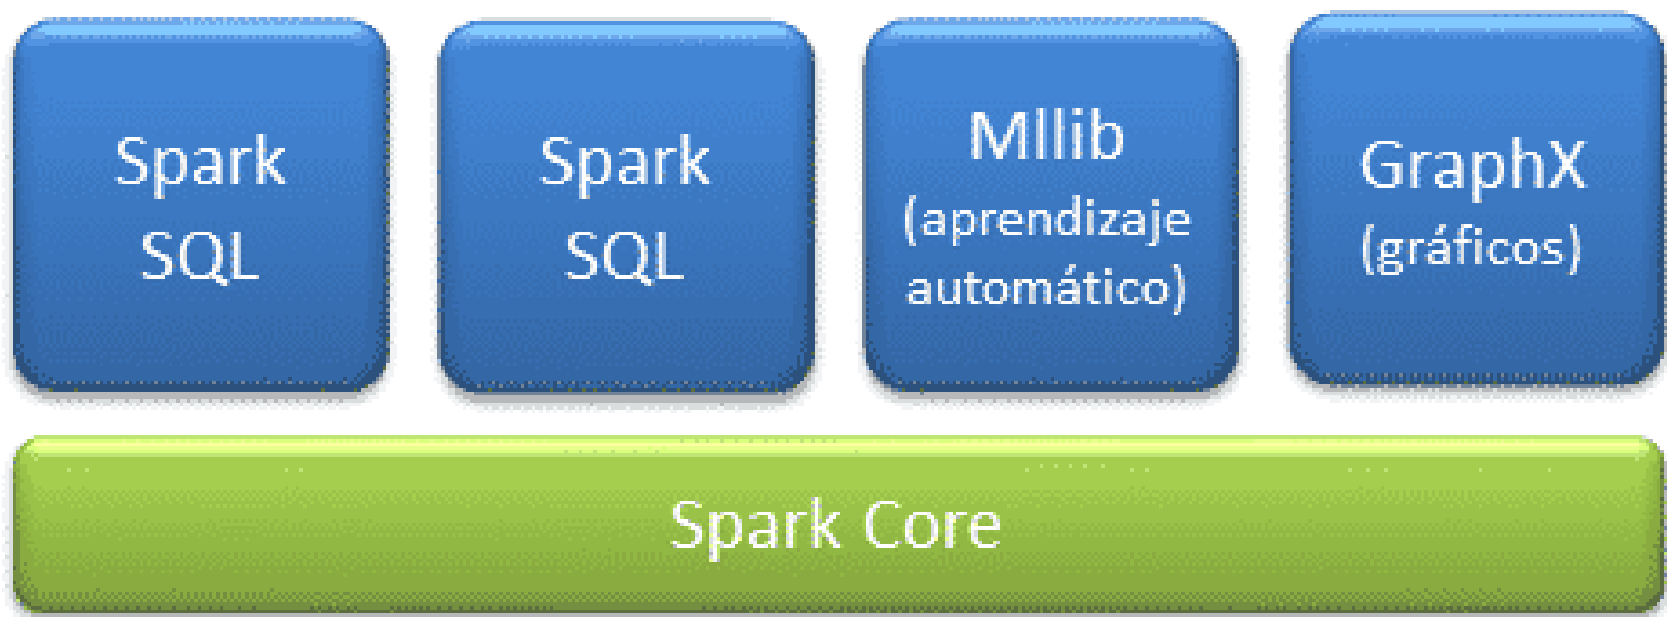 Spark
SQL
Spark
SQL
Mllib
(aprendizaje
automático)
GraphX
(gráficos)
Spark Core